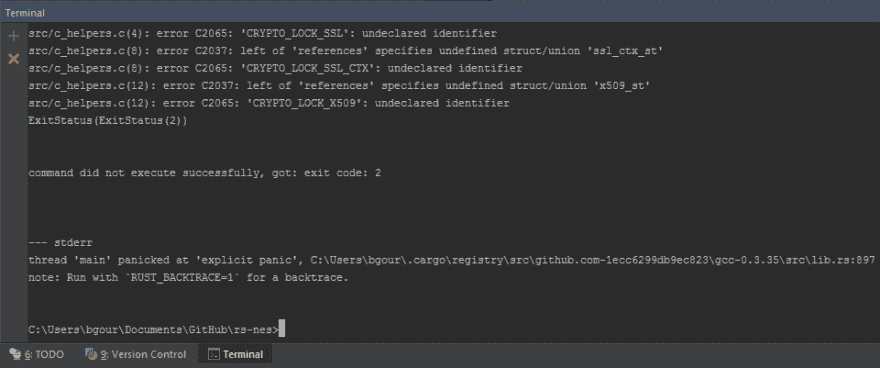 Terminal
src/c_helpers.c(4): error C2065: 'CRYPTO_LOCK_SSL': undeclared identifier
src/c_helpers.c(8): error C2037: left of 'references' specifies undefined struct/union 'ssl_ctx_st'
src/c_helpers.c(8): error C2065: 'CRYPTO_LOCK_SSL_CTX': undeclared identifier
src/c_helpers.c(12): error C2037: left of 'references' specifies undefined struct/union 'x509_st'
src/c_helpers.c(12): error C2065: 'CRYPTO_LOCK_X509': undeclared identifier
ExitStatus(ExitStatus(2))
command did not execute successfully, got: exit code: 2
--- stderr
thread 'main' panicked at 'explicit panic', C:\Users\bgour\.cargo\registry\src\github.com-1ecc6299db9ec823\gcc-0.3.35\src\lib.rs:897
note: Run with `RUST_BACKTRACE=1` for a backtrace.
C:\Users\bgour\Documents\GitHub\rs-nes>
6: TODO 9: Version Control Terminal